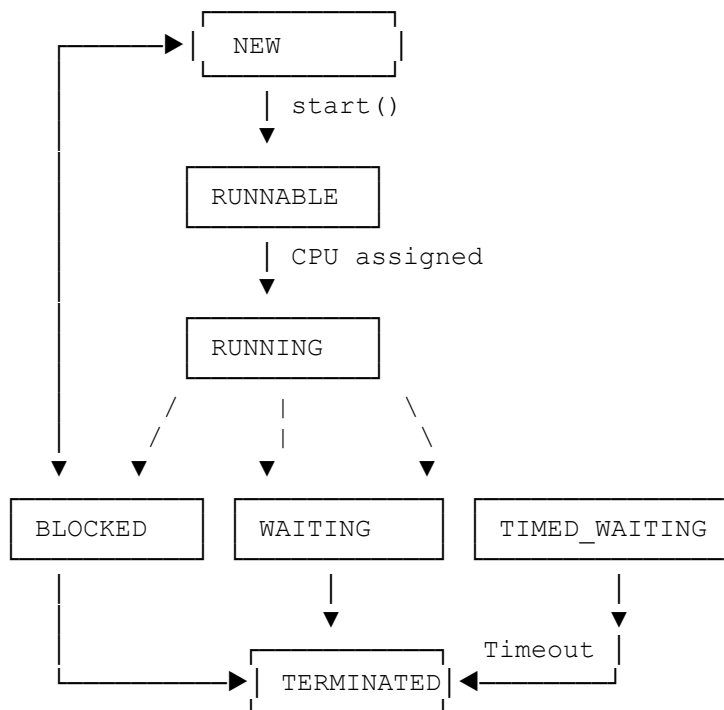 NEW
start()
RUNNABLE
CPU assigned
RUNNING
BLOCKED WAITING TIMED_WAITING
Timeout
TERMINATED